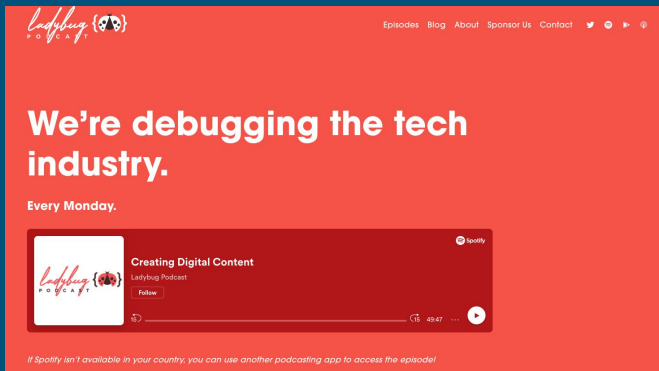 ladybug
PODCAST
Episodes Blog About Sponsor Us Contact
We're debugging the tech
industry.
Every Monday.
Spotify
Creating Digital Content
Ladybug Podcast
Follow
ladybug
PODCAST
15 15 49:47 ...
If Spotify isn't available in your country, you can use another podcasting app to access the episode!